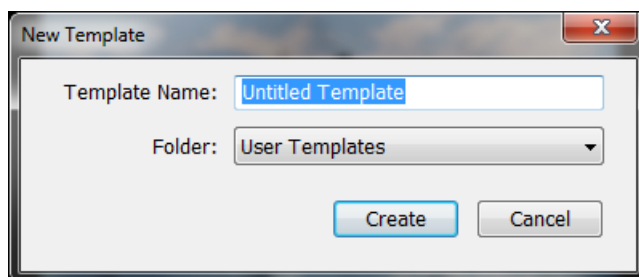 New Template
Template Name: Untitled Template
Folder: User Templates
Create Cancel